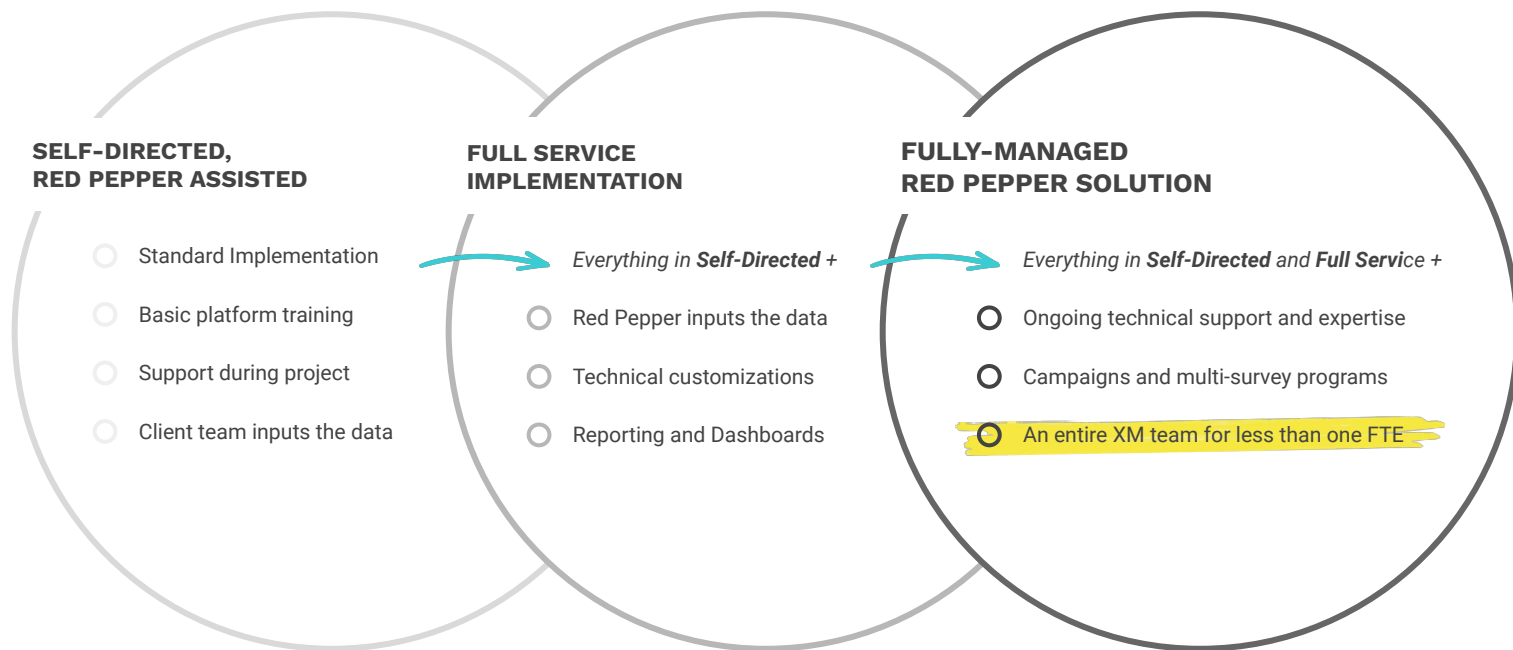 SELF-DIRECTED,
RED PEPPER ASSISTED
Standard Implementation
Basic platform training
Support during project
Client team inputs the data
FULL SERVICE
IMPLEMENTATION
Everything in Self-Directed +
Red Pepper inputs the data
Technical customizations
Reporting and Dashboards
FULLY-MANAGED
RED PEPPER SOLUTION
Everything in Self-Directed and Full Service +
Ongoing technical support and expertise
Campaigns and multi-survey programs
An entire XM team for less than one FTE